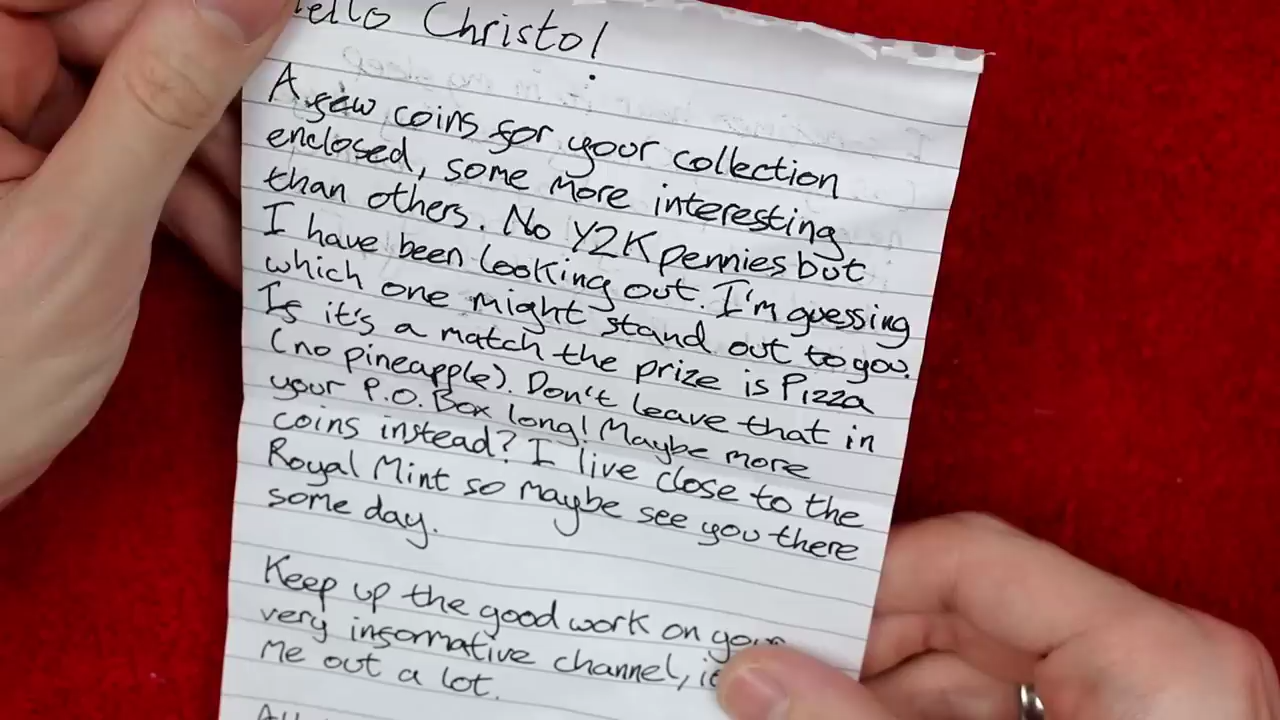 Hello Christo!
A few coins for your collection
enclosed, some more interesting
than others. No Y2K pennies but
I have been looking out. I'm guessing
which one might stand out to you.
If it's a match the prize is Pizza
(no pineapple). Don't leave that in
your P.O. Box long! Maybe more
coins instead? I live close to the
Royal Mint so maybe see you there
some day.
Keep up the good work on your
very informative channel,
me out a lot.